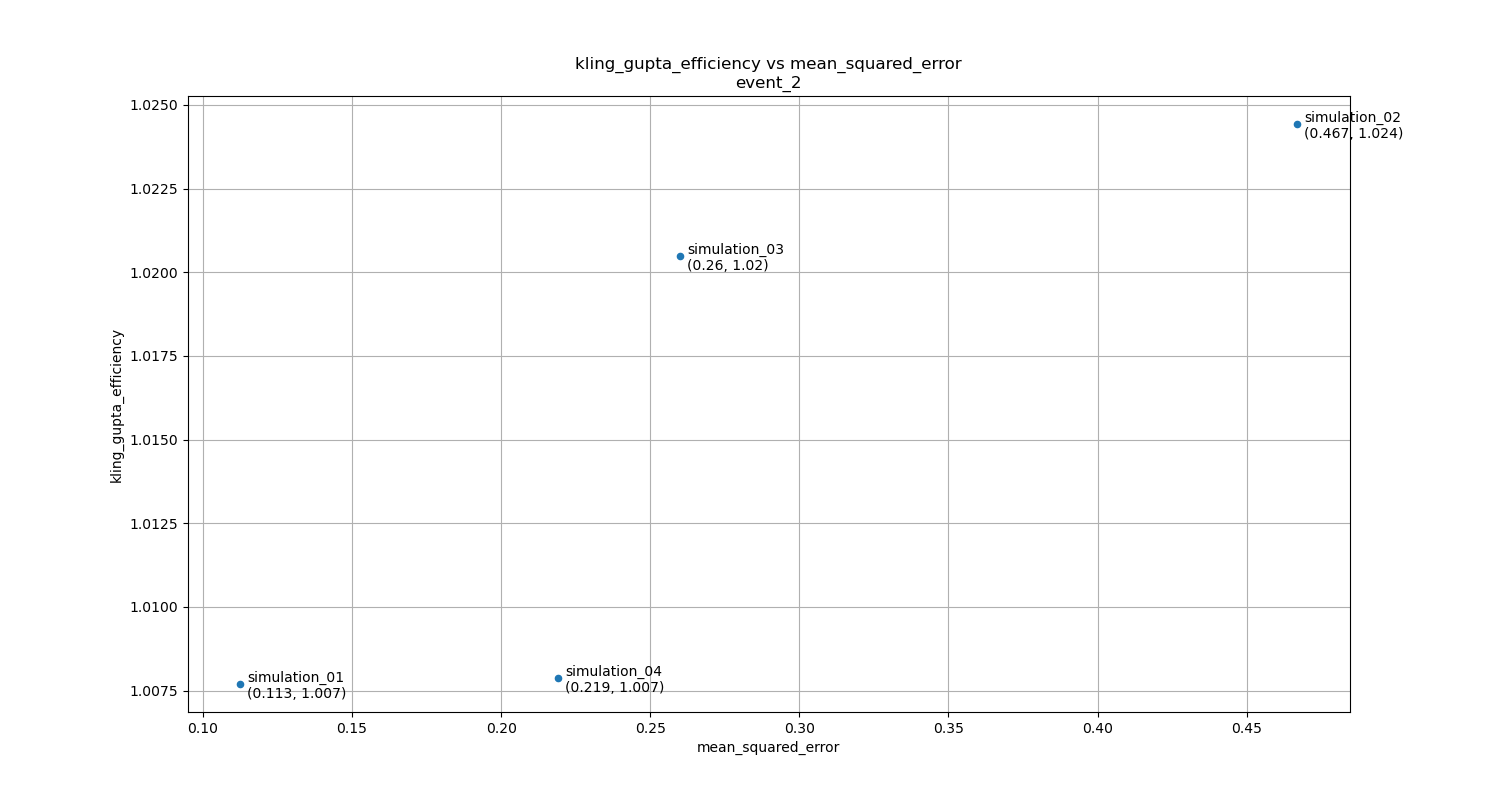 kling_gupta_efficiency vs mean_squared_error
event_2
1.0250
1.0225
1.0200
1.0175
1.0150
1.0125
1.0100
1.0075
kling_gupta_efficiency
simulation_02
(0.467, 1.024)
simulation_03
(0.26, 1.02)
simulation_04
(0.219, 1.007)
simulation_01
(0.113, 1.007)
0.10 0.15 0.20 0.25 0.30 0.35 0.40 0.45
mean_squared_error